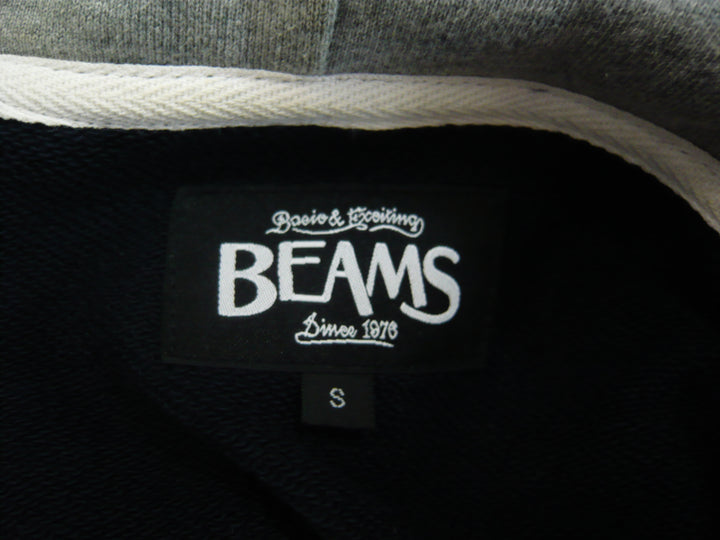 Basic & Exciting
BEAMS
Since 1976
S